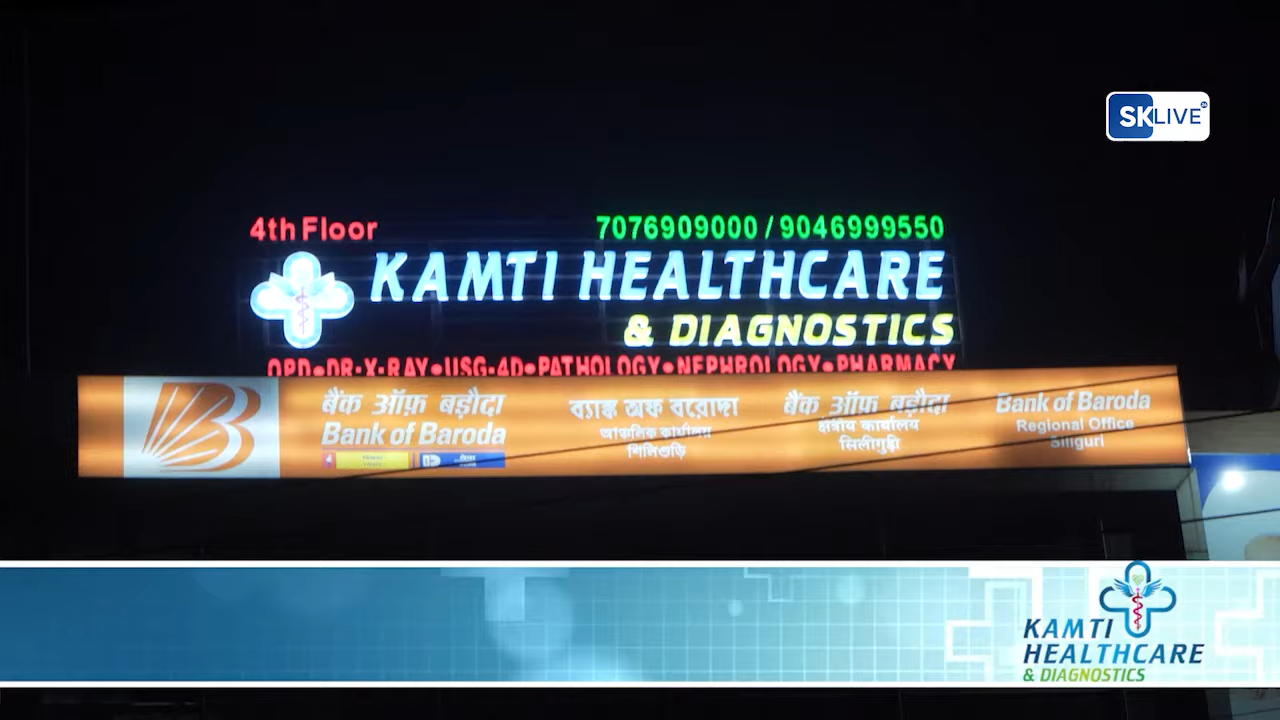 SKLIVE
4th Floor
7076909000 / 9046999550
KAMTI HEALTHCARE
& DIAGNOSTICS
OPD•DR-X-RAY•USG-4D•PATHOLOGY•NEPHROLOGY•PHARMACY
बैंक ऑफ़ बड़ौदा
Bank of Baroda
ব্যাঙ্ক অফ বরোদা
আঞ্চলিক কার্যালয়
শিলিগুড়ি
बैंक ऑफ़ बड़ौदा
क्षेत्रीय कार्यालय
सिलीगुड़ी
Bank of Baroda
Regional Office
Siliguri
KAMTI
HEALTHCARE
& DIAGNOSTICS